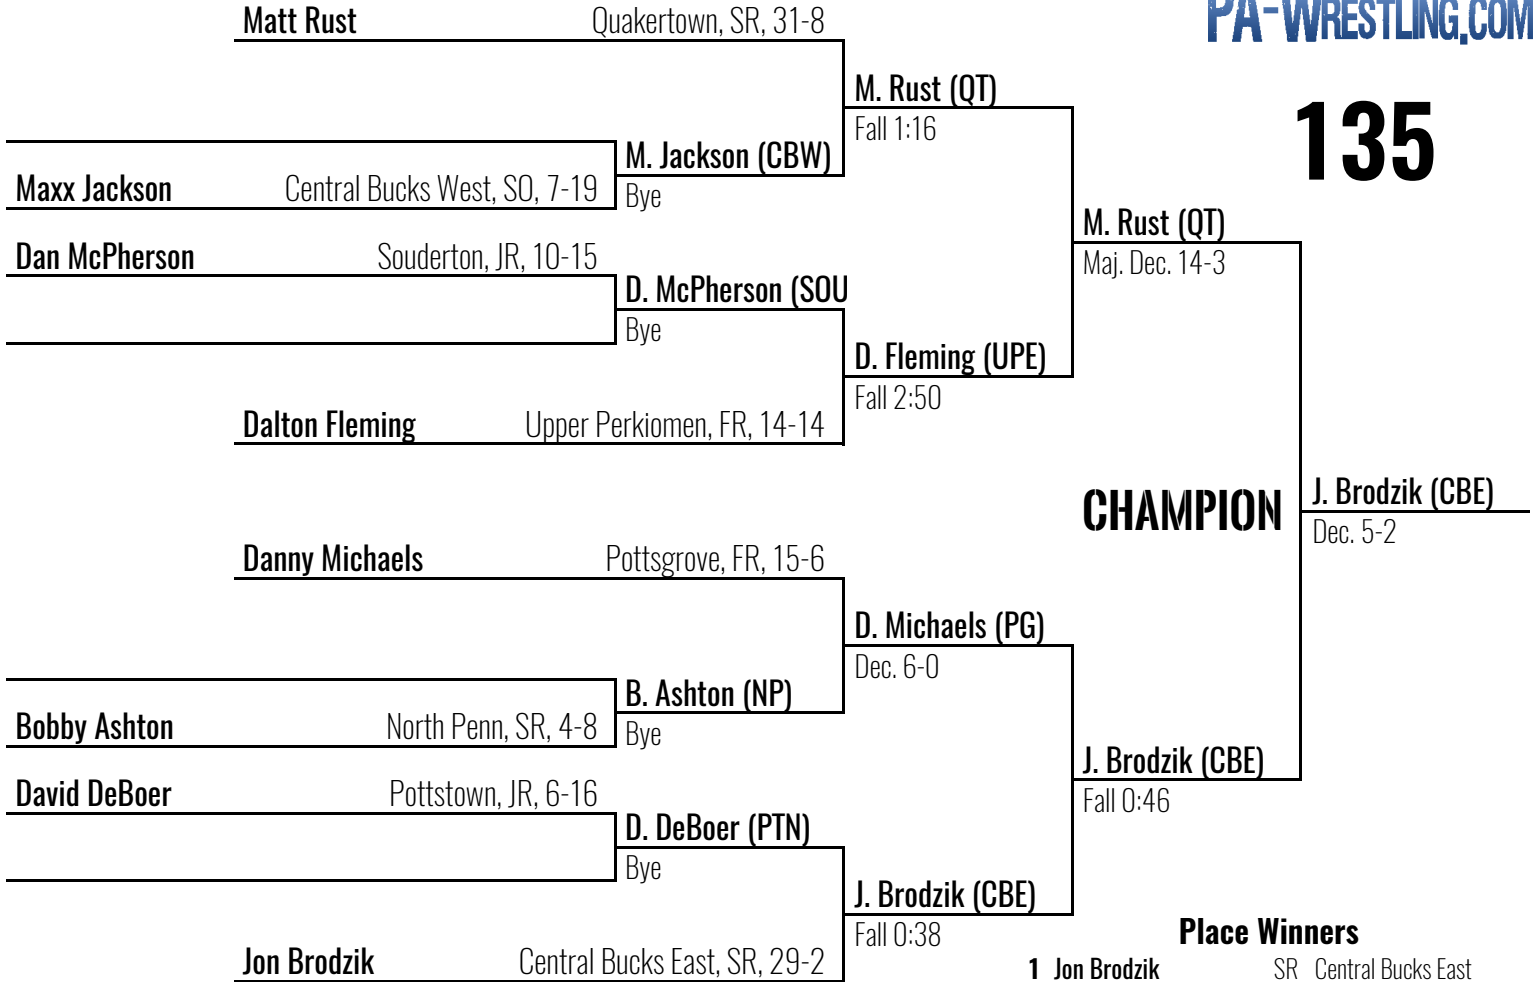 Matt Rust Quakertown, SR, 31-8
PA-WRESTLING.COM
M. Rust (QT)
Fall 1:16
135
M. Jackson (CBW)
Maxx Jackson Central Bucks West, SO, 7-19
Bye
M. Rust (QT)
Maj. Dec. 14-3
Dan McPherson Souderton, JR, 10-15
D. McPherson (SOU
Bye
D. Fleming (UPE)
Fall 2:50
Dalton Fleming Upper Perkiomen, FR, 14-14
CHAMPION
J. Brodzik (CBE)
Dec. 5-2
Danny Michaels Pottsgrove, FR, 15-6
D. Michaels (PG)
Dec. 6-0
B. Ashton (NP)
Bobby Ashton North Penn, SR, 4-8
Bye
J. Brodzik (CBE)
Fall 0:46
David DeBoer Pottstown, JR, 6-16
D. DeBoer (PTN)
Bye
J. Brodzik (CBE)
Fall 0:38
Jon Brodzik Central Bucks East, SR, 29-2
Place Winners
1 Jon Brodzik SR Central Bucks East